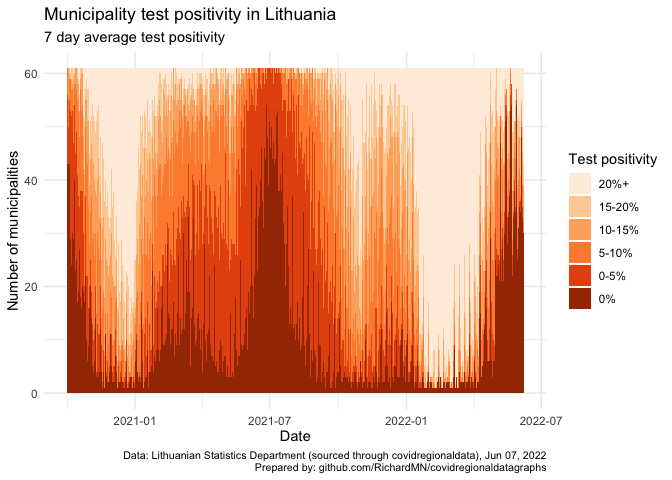 Municipality test positivity in Lithuania
7 day average test positivity
Number of municipalities
60
40
20
0
2021-01
2021-07
2022-01
2022-07
Date
Test positivity
20%+
15-20%
10-15%
5-10%
0-5%
0%
Data: Lithuanian Statistics Department (sourced through covidregionaldata), Jun 07, 2022
Prepared by: github.com/RichardMN/covidregionaldatagraphs